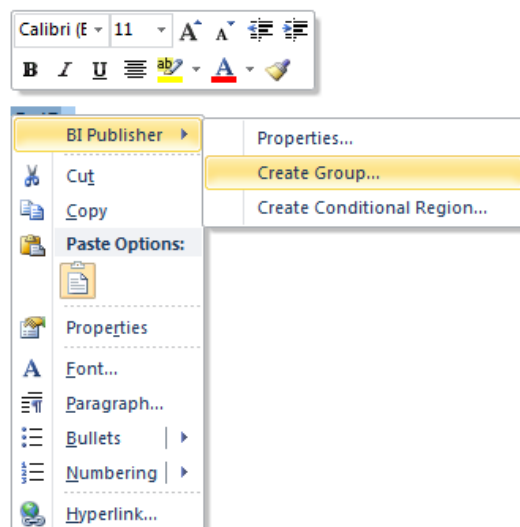 Calibri (E 11 A A
B I U ab A
BI Publisher
Properties...
Create Group...
Create Conditional Region...
Cut
Copy
Paste Options:
Properties
A Font...
Paragraph...
Bullets
Numbering
Hyperlink...